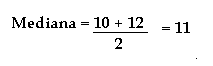 Mediana = 10 + 12 = 11
2